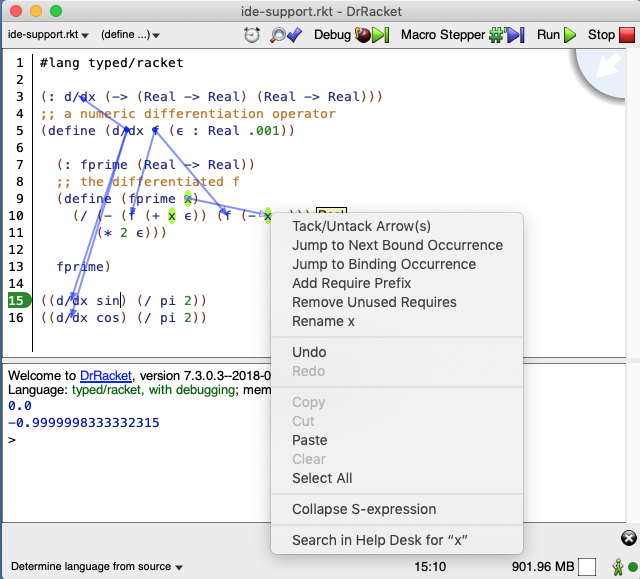 ide-support.rkt - DrRacket
ide-support.rkt ▾ (define ...) ▾ Debug Macro Stepper Run Stop
1 #lang typed/racket
2
3 (: d/dx (-> (Real -> Real) (Real -> Real)))
4 ;; a numeric differentiation operator
5 (define (d/dx f (ϵ : Real .001))
6
7 (: fprime (Real -> Real))
8 ;; the differentiated f
9 (define (fprime x)
10 (/ (- (f (+ x ϵ)) (f (- x
11 (* 2 ϵ)))
12
13 fprime)
14
15 ((d/dx sin) (/ pi 2))
16 ((d/dx cos) (/ pi 2))
Tack/Untack Arrow(s)
Jump to Next Bound Occurrence
Jump to Binding Occurrence
Add Require Prefix
Remove Unused Requires
Rename x
Undo
Redo
Copy
Cut
Paste
Clear
Select All
Collapse S-expression
Search in Help Desk for “x”
Welcome to DrRacket, version 7.3.0.3--2018-0
Language: typed/racket, with debugging; mem
0.0
-0.9999998333332315
>
Determine language from source ▾ 15:10 901.96 MB